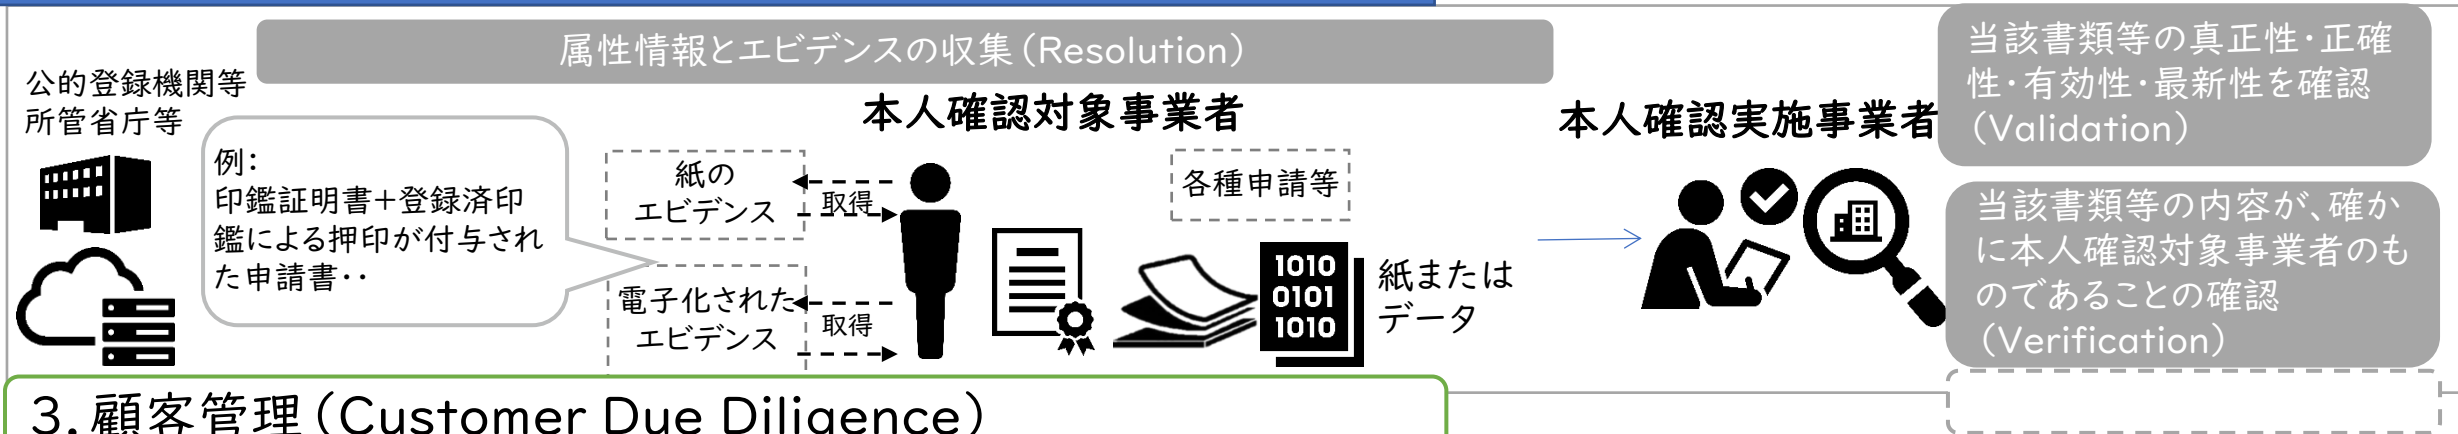 属性情報とエビデンスの収集(Resolution)
公的登録機関等
所管省庁等
例:
印鑑証明書+登録済印
鑑による押印が付与され
た申請書‥
本人確認対象事業者
紙の
エビデンス
取得
電子化された
エビデンス
取得
各種申請等
1010
0101
1010
紙または
データ
本人確認実施事業者
当該書類等の真正性・正確
性・有効性・最新性を確認
(Validation)
当該書類等の内容が、確か
に本人確認対象事業者のも
のであることの確認
(Verification)
3.顧客管理(Customer Due Diligence)